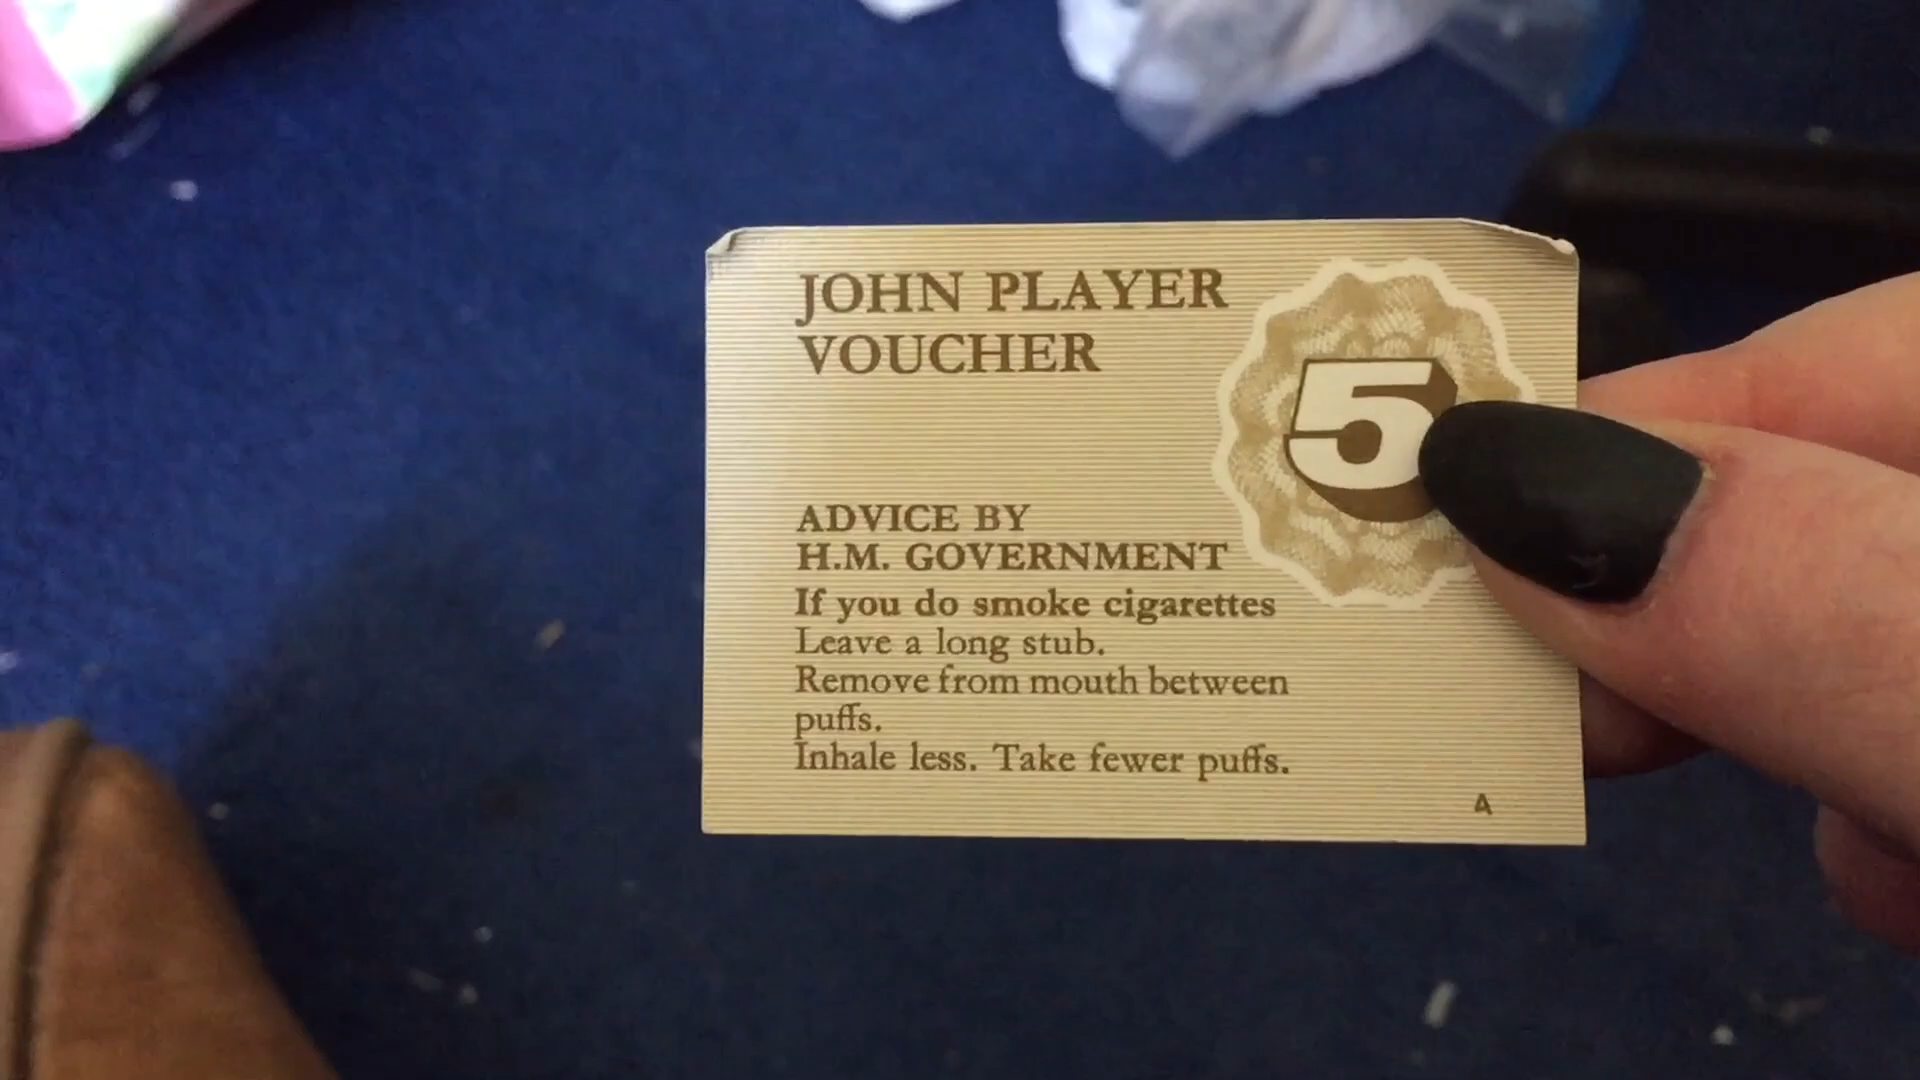 JOHN PLAYER
VOUCHER
5
ADVICE BY
H.M. GOVERNMENT
If you do smoke cigarettes
Leave a long stub.
Remove from mouth between
puffs.
Inhale less. Take fewer puffs.
A